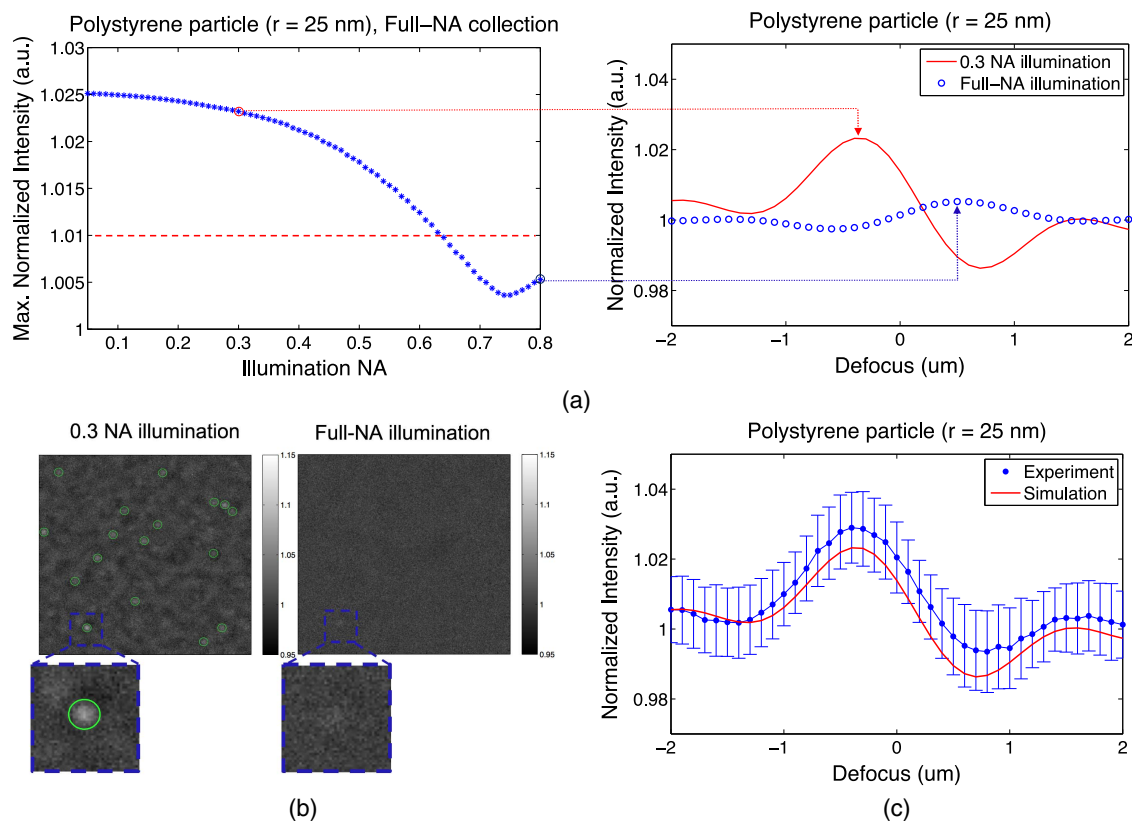 Polystyrene particle (r = 25 nm), Full−NA collection
Max. Normalized Intensity (a.u.)
1.03
1.025
1.02
1.015
1.01
1.005
1
0.1 0.2 0.3 0.4 0.5 0.6 0.7 0.8
Illumination NA
Polystyrene particle (r = 25 nm)
0.3 NA illumination
Full−NA illumination
Normalized Intensity (a.u.)
1.04
1.02
1
0.98
−2 −1 0 1 2
Defocus (um)
(a)
0.3 NA illumination
1.15
1.1
1.05
1
0.95
Full-NA illumination
1.15
1.1
1.05
1
0.95
(b)
Polystyrene particle (r = 25 nm)
Experiment
Simulation
Normalized Intensity (a.u.)
1.04
1.02
1
0.98
−2 −1 0 1 2
Defocus (um)
(c)